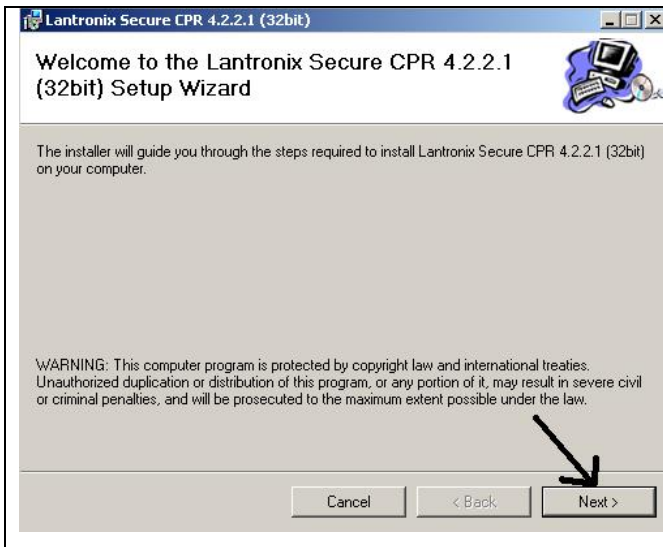 Lantronix Secure CPR 4.2.2.1 (32bit)
Welcome to the Lantronix Secure CPR 4.2.2.1
(32bit) Setup Wizard
The installer will guide you through the steps required to install Lantronix Secure CPR 4.2.2.1 (32bit)
on your computer.
WARNING: This computer program is protected by copyright law and international treaties.
Unauthorized duplication or distribution of this program, or any portion of it, may result in severe civil
or criminal penalties, and will be prosecuted to the maximum extent possible under the law.
Cancel < Back Next >